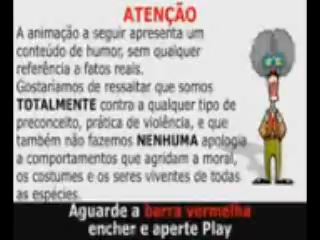 ATENÇÃO
A animação a seguir apresenta um
conteúdo de humor, sem qualquer
referência a fatos reais.
Gostaríamos de ressaltar que somos
TOTALMENTE contra a qualquer tipo de
preconceito, prática de violência, e que
também não fazemos NENHUMA apologia
a comportamentos que agridam a moral,
os costumes e os seres viventes de todas
as espécies.
Aguarde a barra vermelha
encher e aperte Play